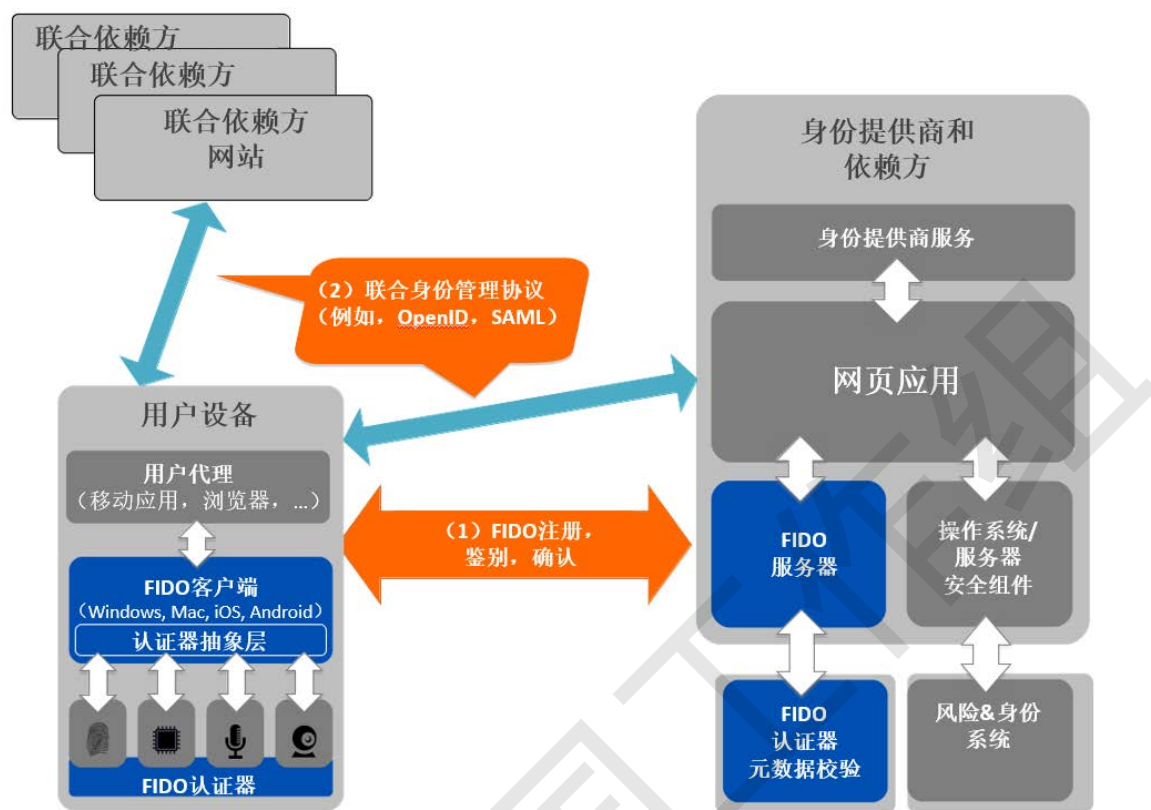 联合依赖方
联合依赖方
联合依赖方
网站
身份提供商和
依赖方
身份提供商服务
（2）联合身份管理协议
（例如，OpenID，SAML）
网页应用
用户设备
用户代理
（移动应用，浏览器，...）
（1）FIDO注册，
鉴别，确认
FIDO
服务器
操作系统/
服务器
安全组件
FIDO客户端
（Windows, Mac, iOS, Android）
认证器抽象层
FIDO认证器
FIDO
认证器
元数据校验
风险&身份
系统
工作组